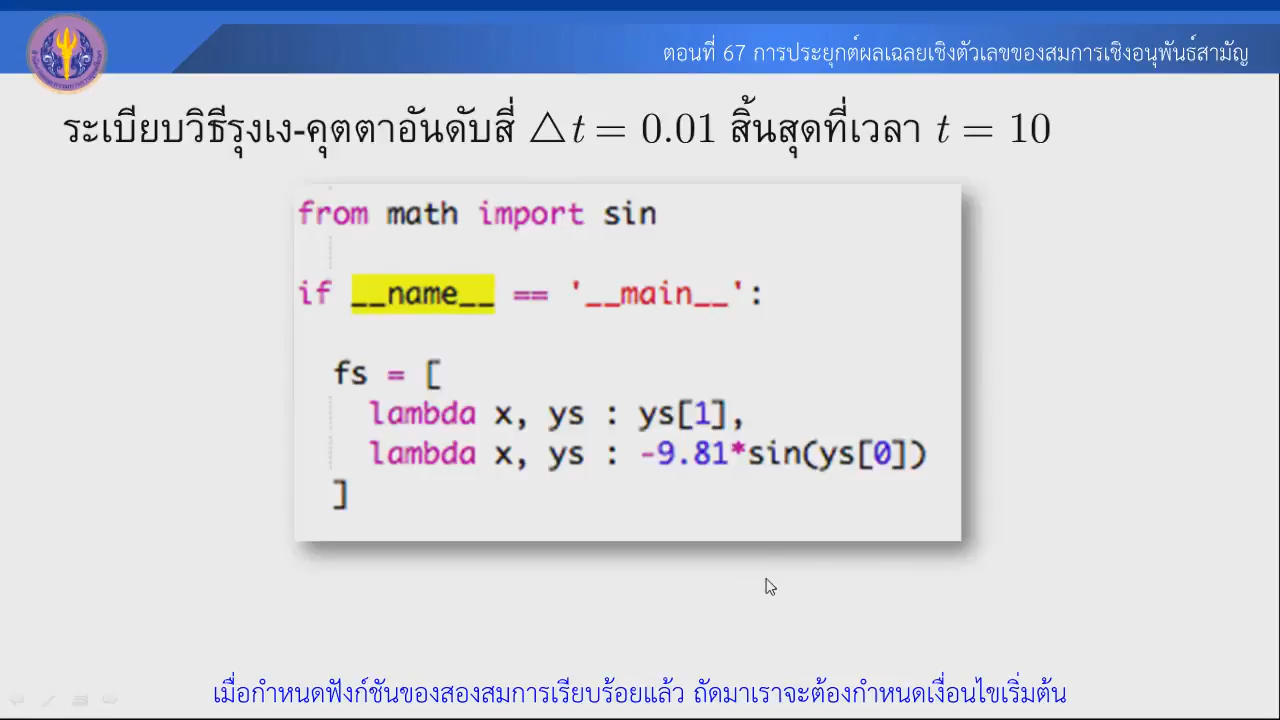 ตอนที่ 67 การประยุกต์ผลเฉลยเชิงตัวเลขของสมการเชิงอนุพันธ์สามัญ
ระเบียบวิธีรุงเง-คุตตาอันดับสี่ △t = 0.01 สิ้นสุดที่เวลา t = 10
from math import sin
if __name__ == '__main__':
fs = [
lambda x, ys : ys[1],
lambda x, ys : -9.81*sin(ys[0])
]
เมื่อกำหนดฟังก์ชันของสองสมการเรียบร้อยแล้ว ถัดมาเราจะต้องกำหนดเงื่อนไขเริ่มต้น